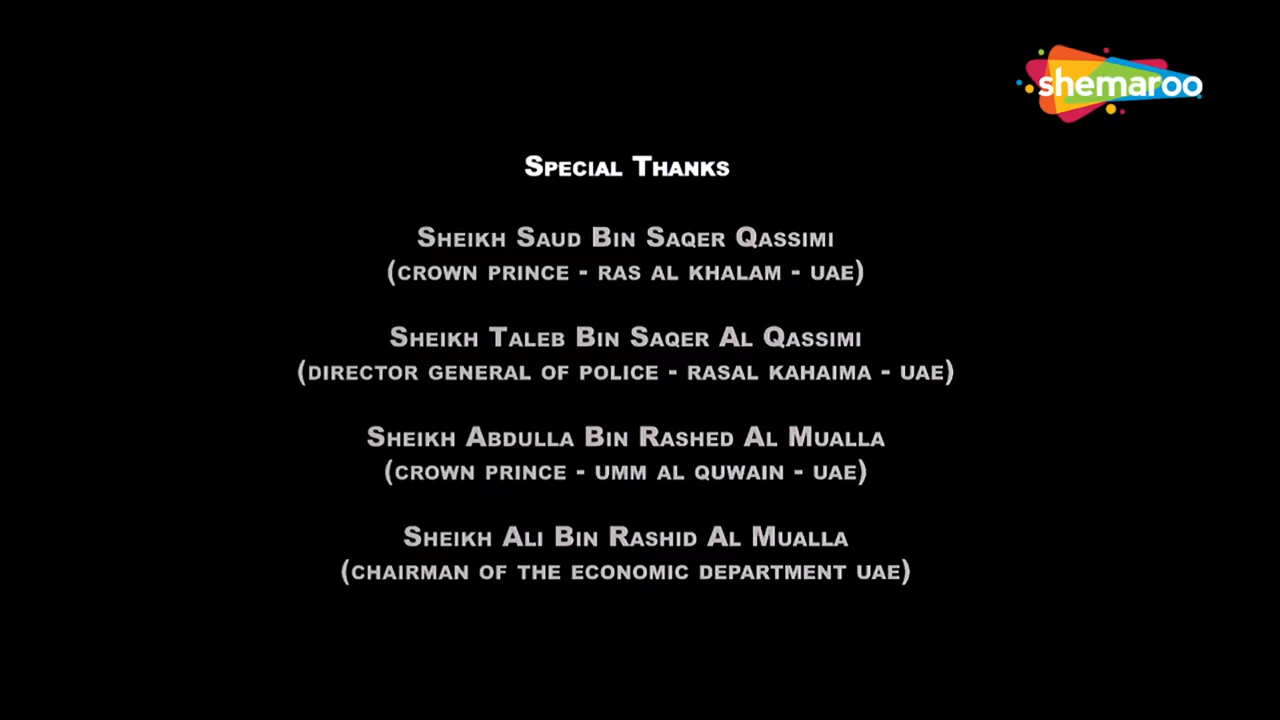 shemaroo
Special Thanks
Sheikh Saud Bin Saqer Qassimi
(crown prince - ras al khalam - uae)
Sheikh Taleb Bin Saqer Al Qassimi
(director general of police - rasal kahaima - uae)
Sheikh Abdulla Bin Rashed Al Mualla
(crown prince - umm al quwain - uae)
Sheikh Ali Bin Rashid Al Mualla
(chairman of the economic department uae)